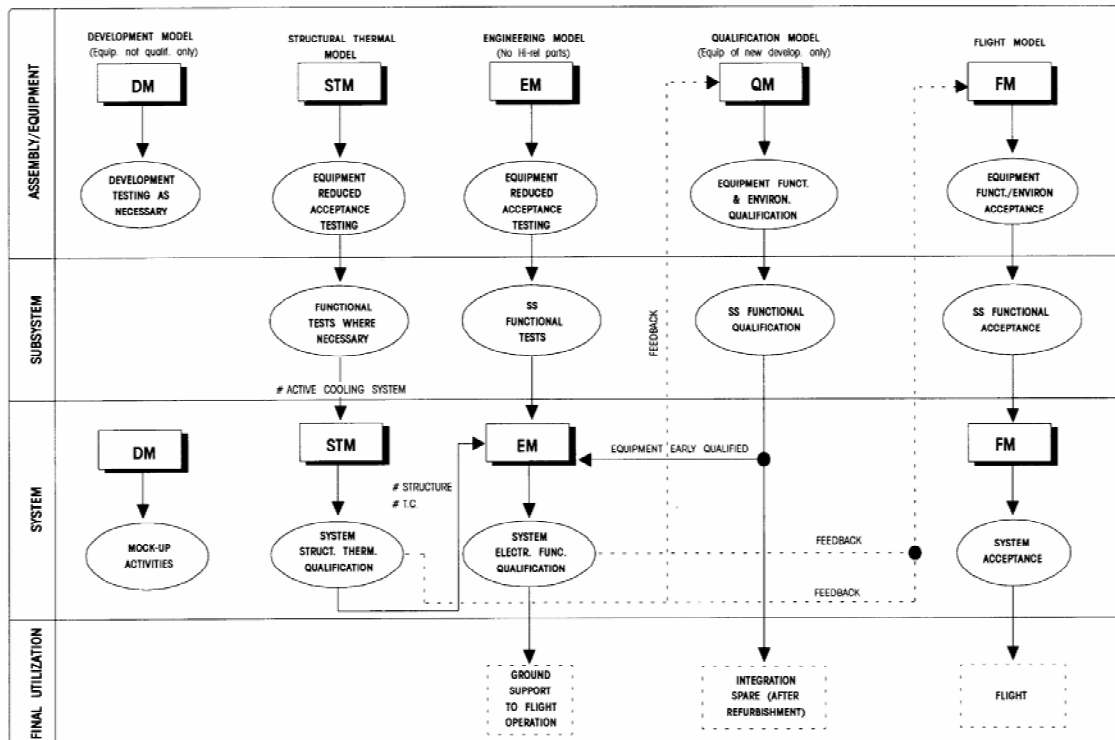 DEVELOPMENT MODEL
(Equip. not qualif. only)
STRUCTURAL THERMAL
MODEL
ENGINEERING MODEL
(No Hi-rel parts)
QUALIFICATION MODEL
(Equip of new develop. only)
FLIGHT MODEL
ASSEMBLY/EQUIPMENT
DM
STM
EM
QM
FM
DEVELOPMENT
TESTING AS
NECESSARY
EQUIPMENT
REDUCED
ACCEPTANCE
TESTING
EQUIPMENT
REDUCED
ACCEPTANCE
TESTING
EQUIPMENT FUNCT.
& ENVIRON.
QUALIFICATION
EQUIPMENT
FUNCT./ENVIRON
ACCEPTANCE
SUBSYSTEM
FUNCTIONAL
TESTS WHERE
NECESSARY
SS
FUNCTIONAL
TESTS
FEEDBACK
SS FUNCTIONAL
QUALIFICATION
SS FUNCTIONAL
ACCEPTANCE
# ACTIVE COOLING SYSTEM
SYSTEM
DM
STM
EM
EQUIPMENT EARLY QUALIFIED
FM
# STRUCTURE
# T.C.
MOCK-UP
ACTIVITIES
SYSTEM
STRUCT. THERM.
QUALIFICATION
SYSTEM
ELECTR. FUNC.
QUALIFICATION
FEEDBACK
FEEDBACK
SYSTEM
ACCEPTANCE
FINAL UTILIZATION
GROUND
SUPPORT
TO FLIGHT
OPERATION
INTEGRATION
SPARE (AFTER
REFURBISHMENT)
FLIGHT